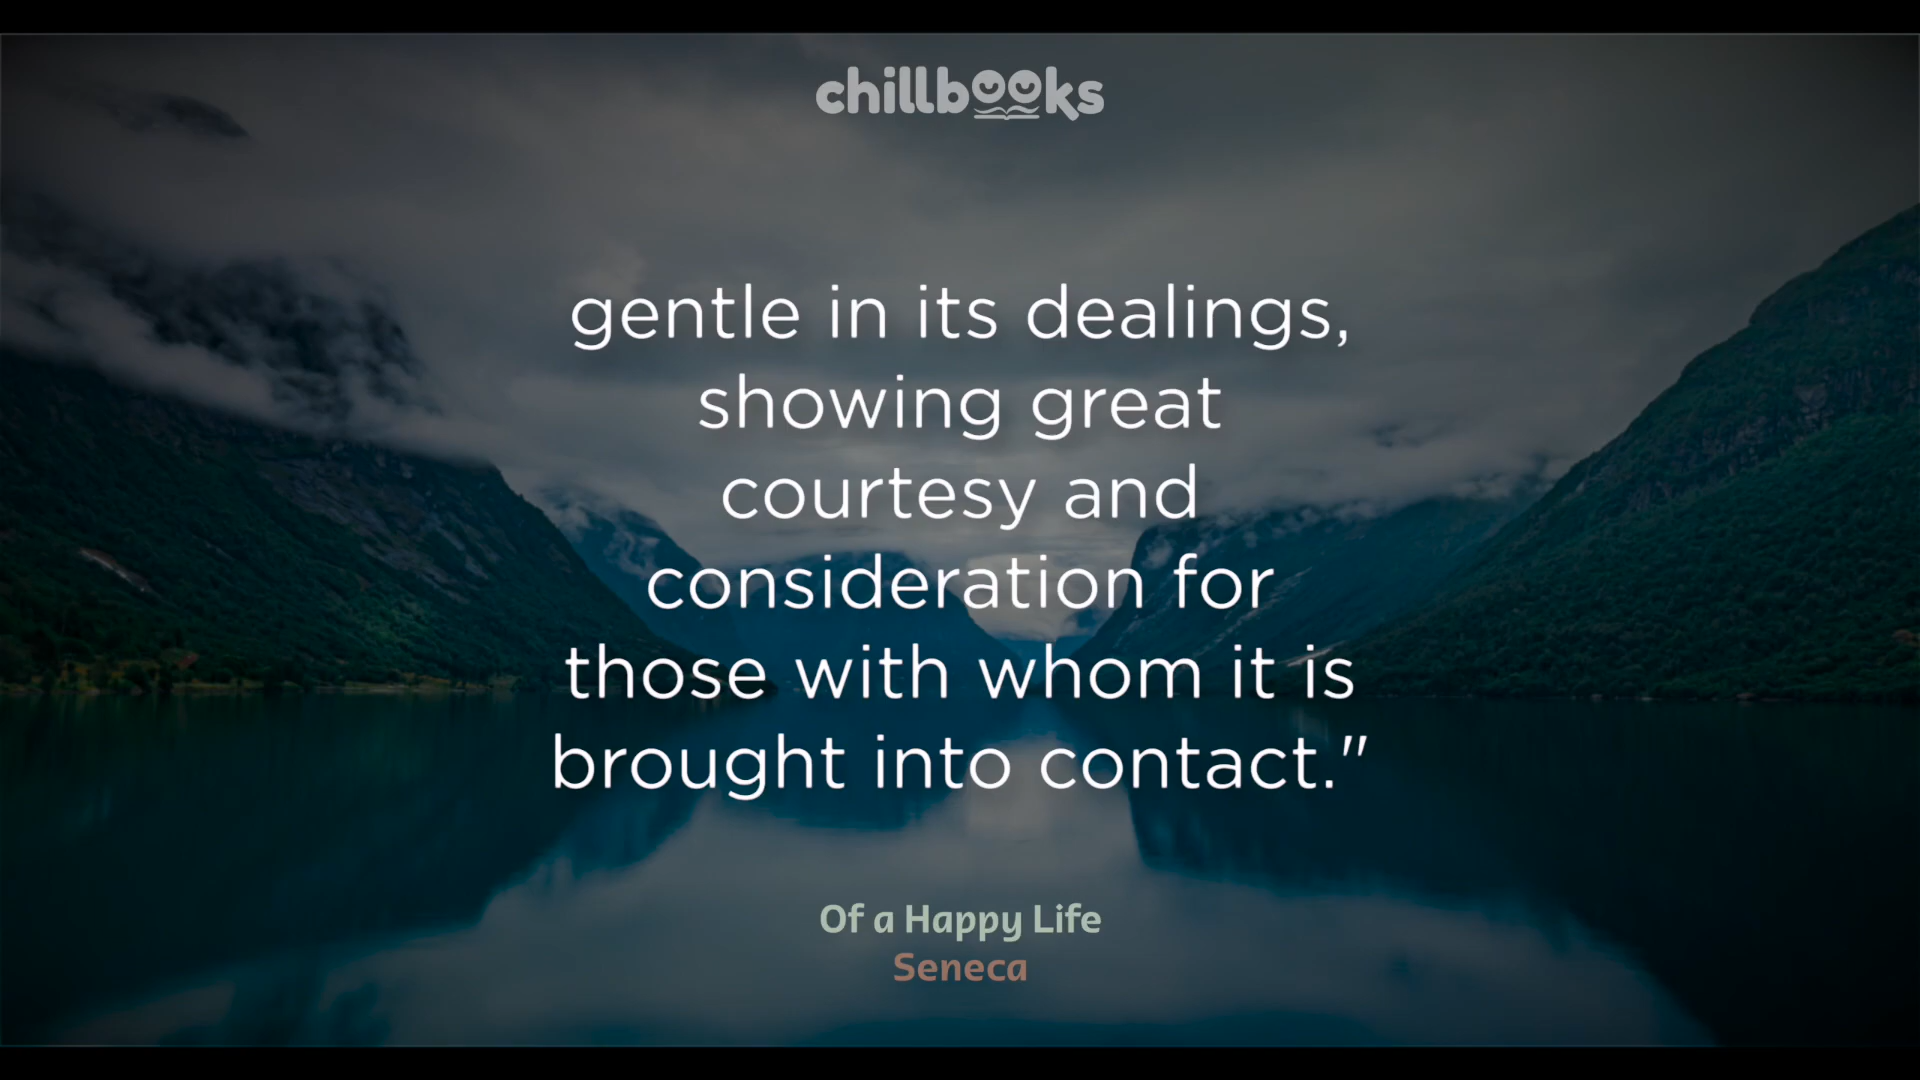 chillbooks
gentle in its dealings,
showing great
courtesy and
consideration for
those with whom it is
brought into contact."
Of a Happy Life
Seneca